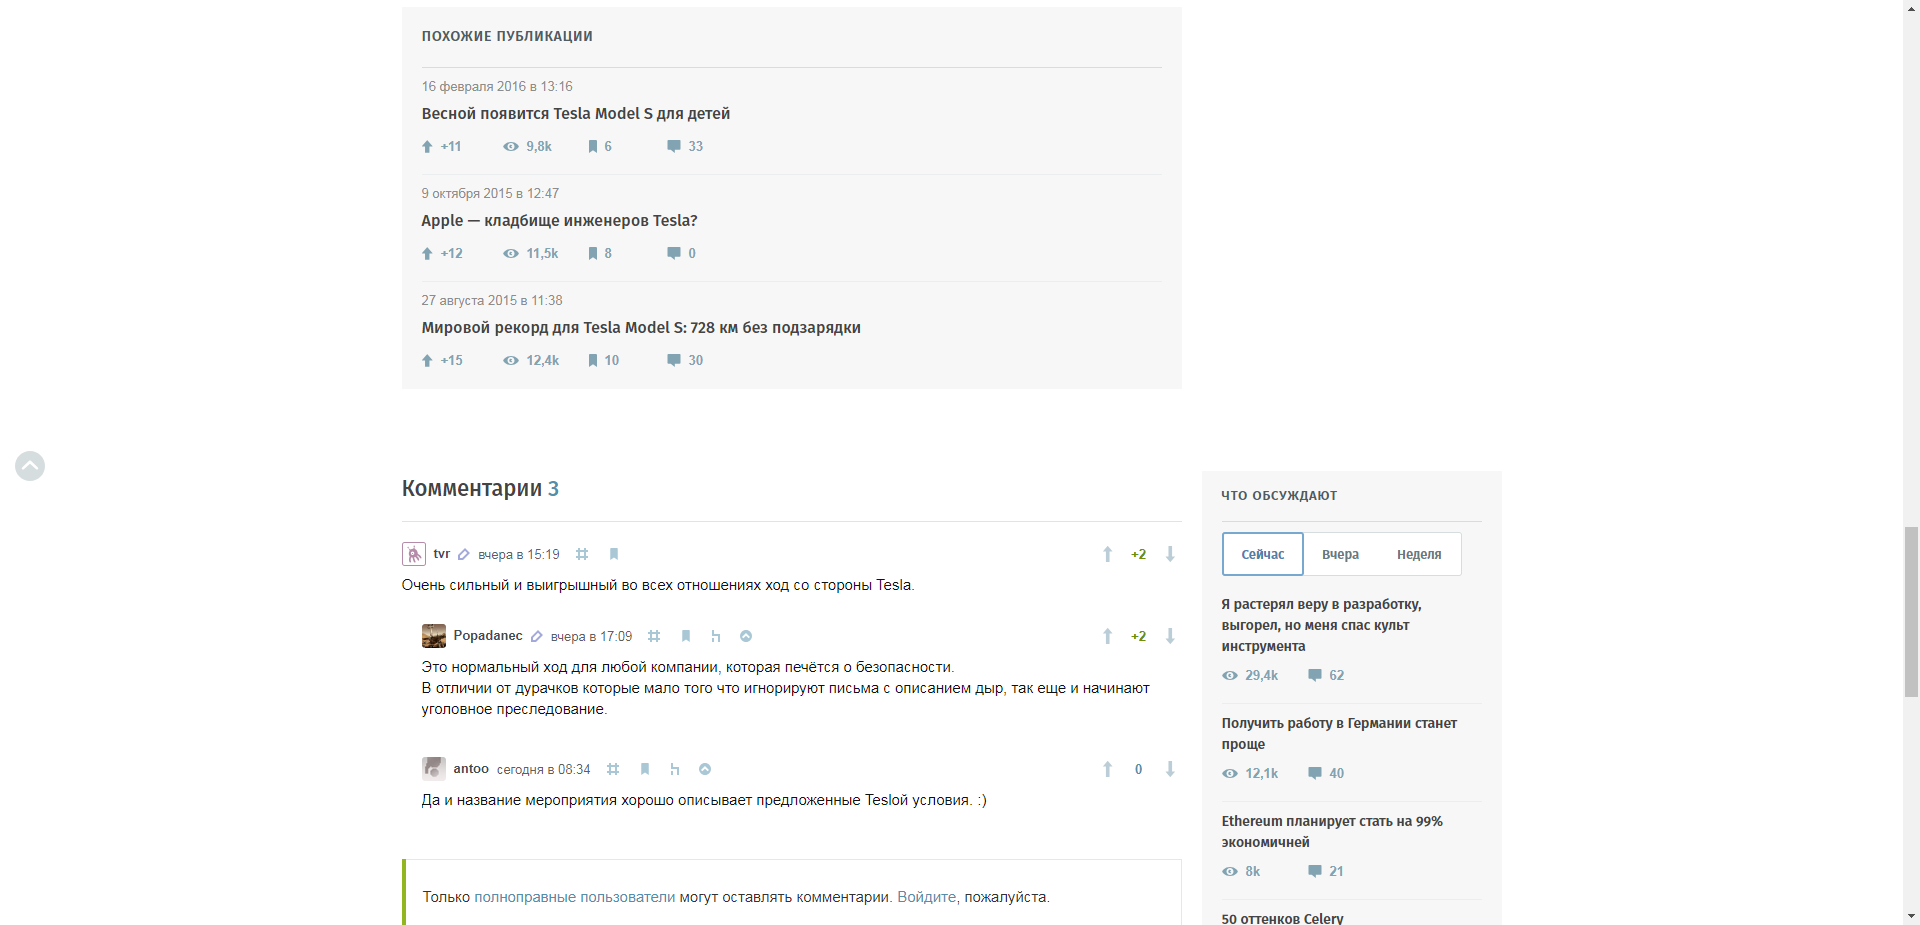 ПОХОЖИЕ ПУБЛИКАЦИИ
16 февраля 2016 в 13:16
Весной появится Tesla Model S для детей
+11 9,8k 6 33
9 октября 2015 в 12:47
Apple — кладбище инженеров Tesla?
+12 11,5k 8 0
27 августа 2015 в 11:38
Мировой рекорд для Tesla Model S: 728 км без подзарядки
+15 12,4k 10 30
Комментарии 3
tvr вчера в 15:19 +2
Очень сильный и выигрышный во всех отношениях ход со стороны Tesla.
Popadanec вчера в 17:09 +2
Это нормальный ход для любой компании, которая печётся о безопасности.
В отличии от дурачков которые мало того что игнорируют письма с описанием дыр, так еще и начинают
уголовное преследование.
antoo сегодня в 08:34 0
Да и название мероприятия хорошо описывает предложенные Teslой условия. :)
Только полноправные пользователи могут оставлять комментарии. Войдите, пожалуйста.
ЧТО ОБСУЖДАЮТ
Сейчас Вчера Неделя
Я растерял веру в разработку,
выгорел, но меня спас культ
инструмента
29,4k 62
Получить работу в Германии станет
проще
12,1k 40
Ethereum планирует стать на 99%
экономичней
8k 21
50 оттенков Celery